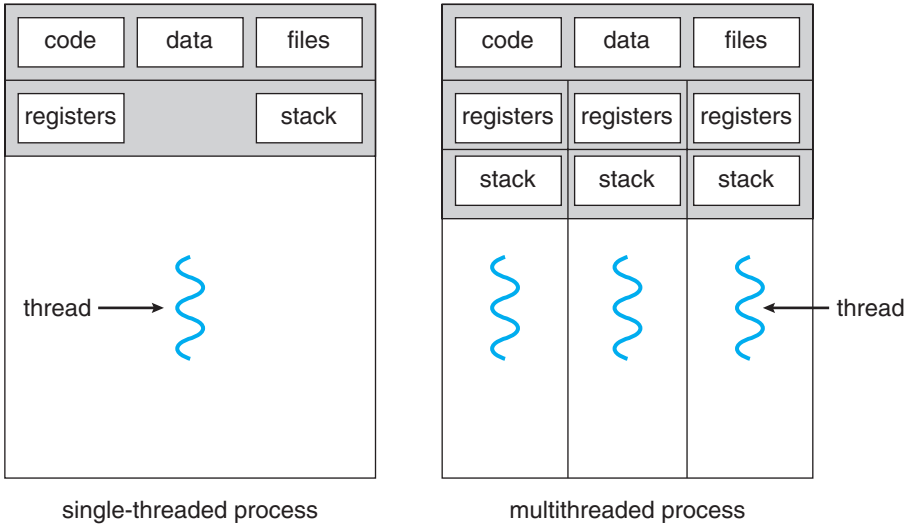 code data files
registers stack
thread
single-threaded process
code data files
registers registers registers
stack stack stack
thread
multithreaded process